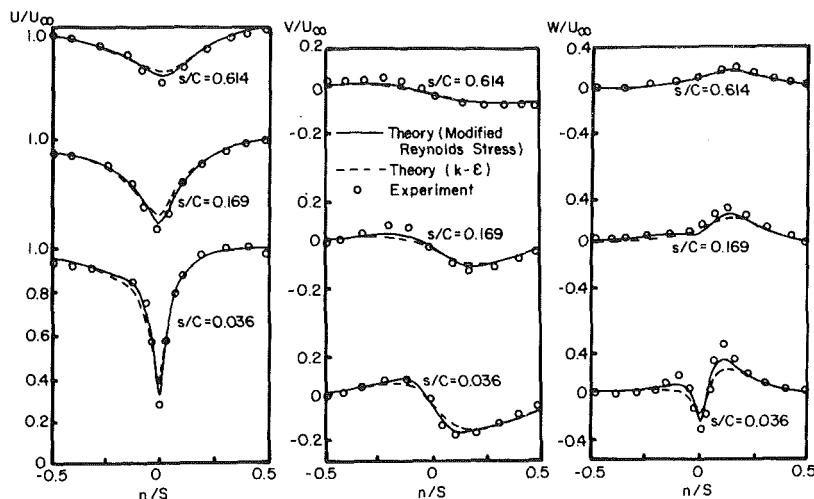 U/U∞
1.0
s/C=0.614
1.0
s/C=0.169
1.0
0.8
s/C=0.036
0.6
0.4
0.2
0
-0.5
0
0.5
n/S
V/U∞
0.2
s/C=0.614
0
-0.2
Theory (Modified
Reynolds Stress)
Theory (k-ε)
Experiment
0.2
s/C=0.169
0
-0.2
0.2
s/C=0.036
0
-0.2
-0.5
0
0.5
n/S
W/U∞
0.4
0
s/C=0.614
-0.4
0.4
0
s/C=0.169
-0.4
0.4
0
s/C=0.036
-0.4
-0.5
0
0.5
n/S